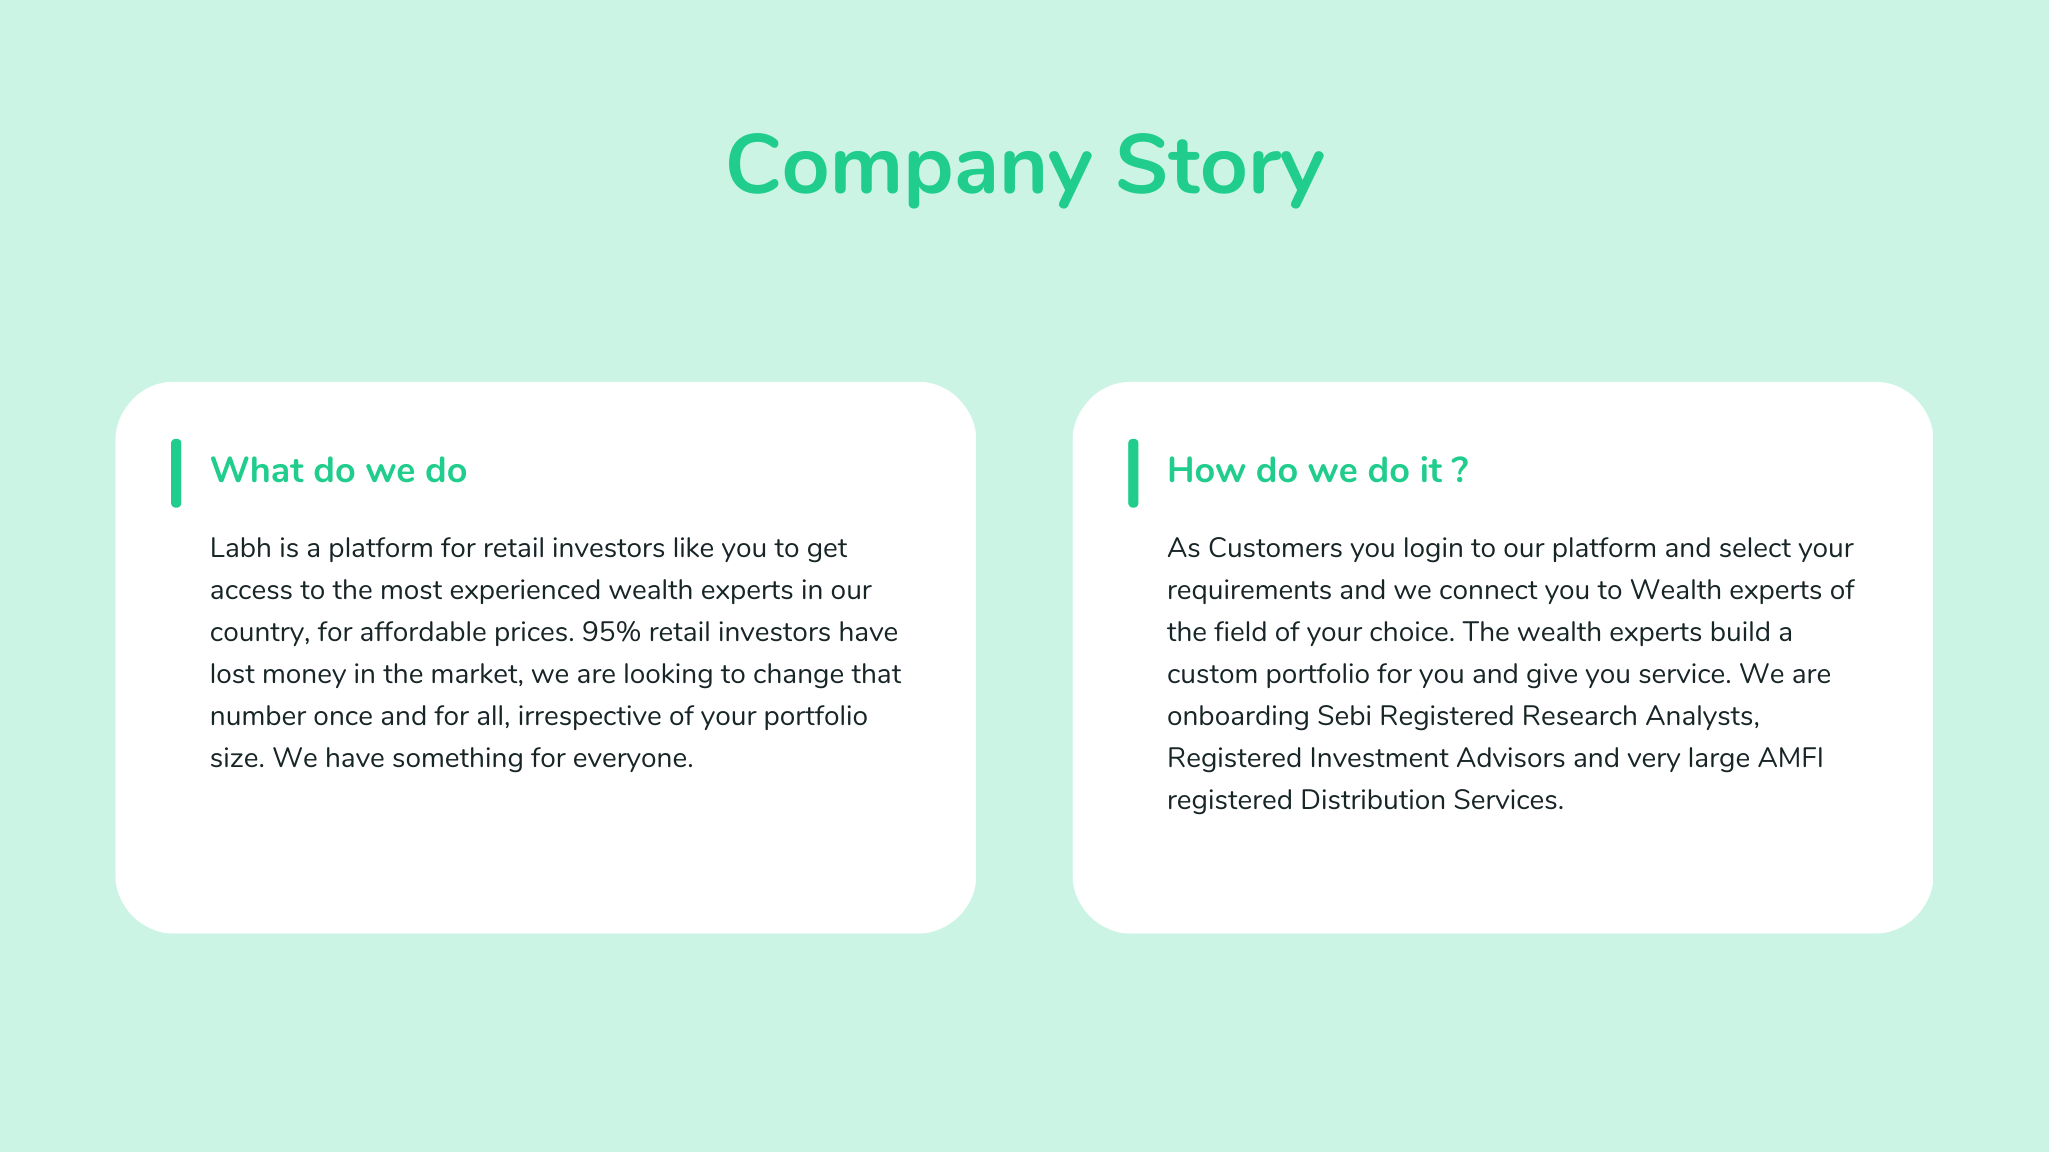 Company Story
What do we do
Labh is a platform for retail investors like you to get
access to the most experienced wealth experts in our
country, for affordable prices. 95% retail investors have
lost money in the market, we are looking to change that
number once and for all, irrespective of your portfolio
size. We have something for everyone.
How do we do it ?
As Customers you login to our platform and select your
requirements and we connect you to Wealth experts of
the field of your choice. The wealth experts build a
custom portfolio for you and give you service. We are
onboarding Sebi Registered Research Analysts,
Registered Investment Advisors and very large AMFI
registered Distribution Services.